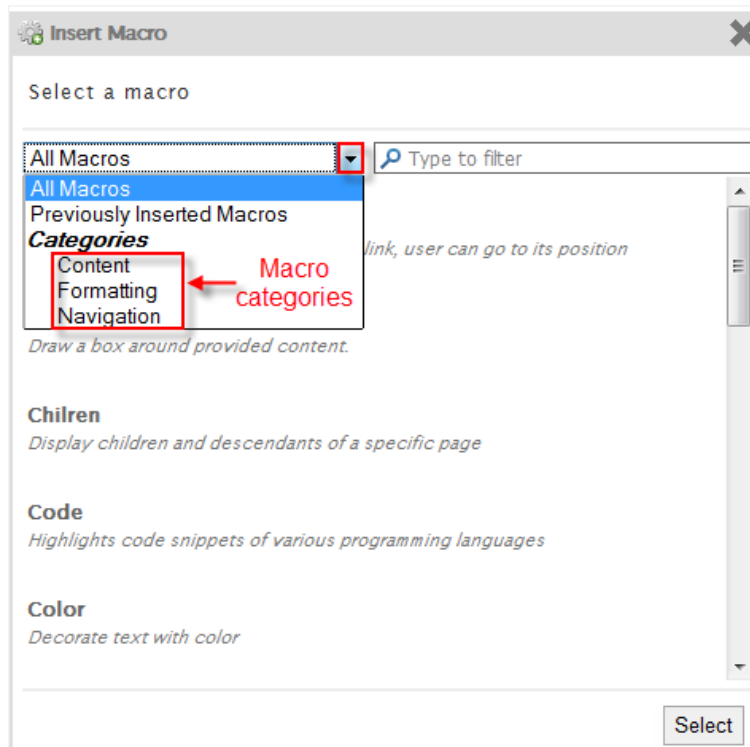 Insert Macro
Select a macro
All Macros
Type to filter
All Macros
Previously Inserted Macros
Categories
link, user can go to its position
Content
Macro
Formatting
categories
Navigation
Draw a box around provided content.
Chilren
Display children and descendants of a specific page
Code
Highlights code snippets of various programming languages
Color
Decorate text with color
Select